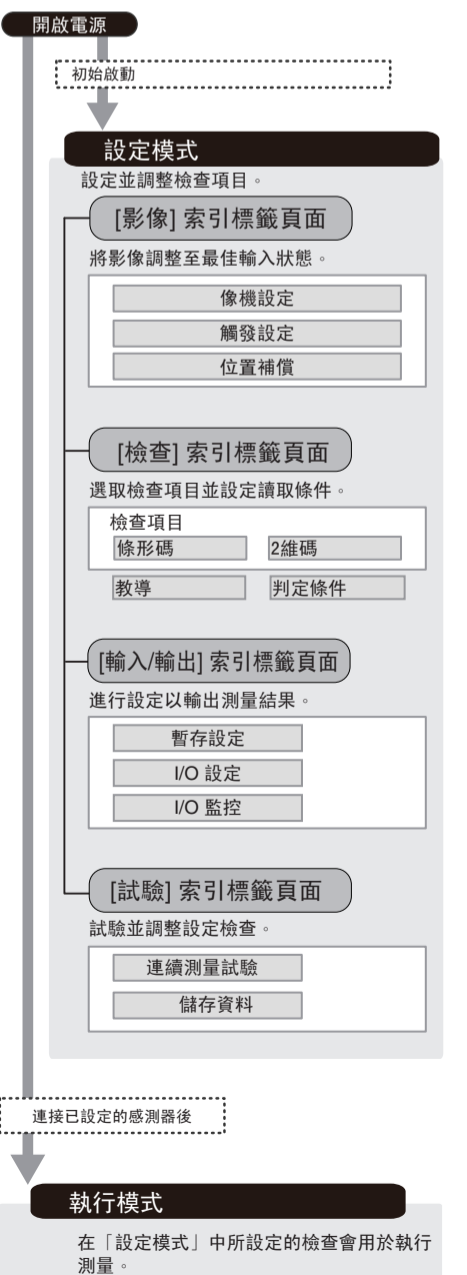 開啟電源
初始啟動
設定模式
設定並調整檢查項目。
[影像] 索引標籤頁面
將影像調整至最佳輸入狀態。
像機設定
觸發設定
位置補償
[檢查] 索引標籤頁面
選取檢查項目並設定讀取條件。
檢查項目
條形碼 2維碼
教導 判定條件
[輸入/輸出] 索引標籤頁面
進行設定以輸出測量結果。
暫存設定
I/O 設定
I/O 監控
[試驗] 索引標籤頁面
試驗並調整設定檢查。
連續測量試驗
儲存資料
連接已設定的感測器後
執行模式
在「設定模式」中所設定的檢查會用於執行
測量。